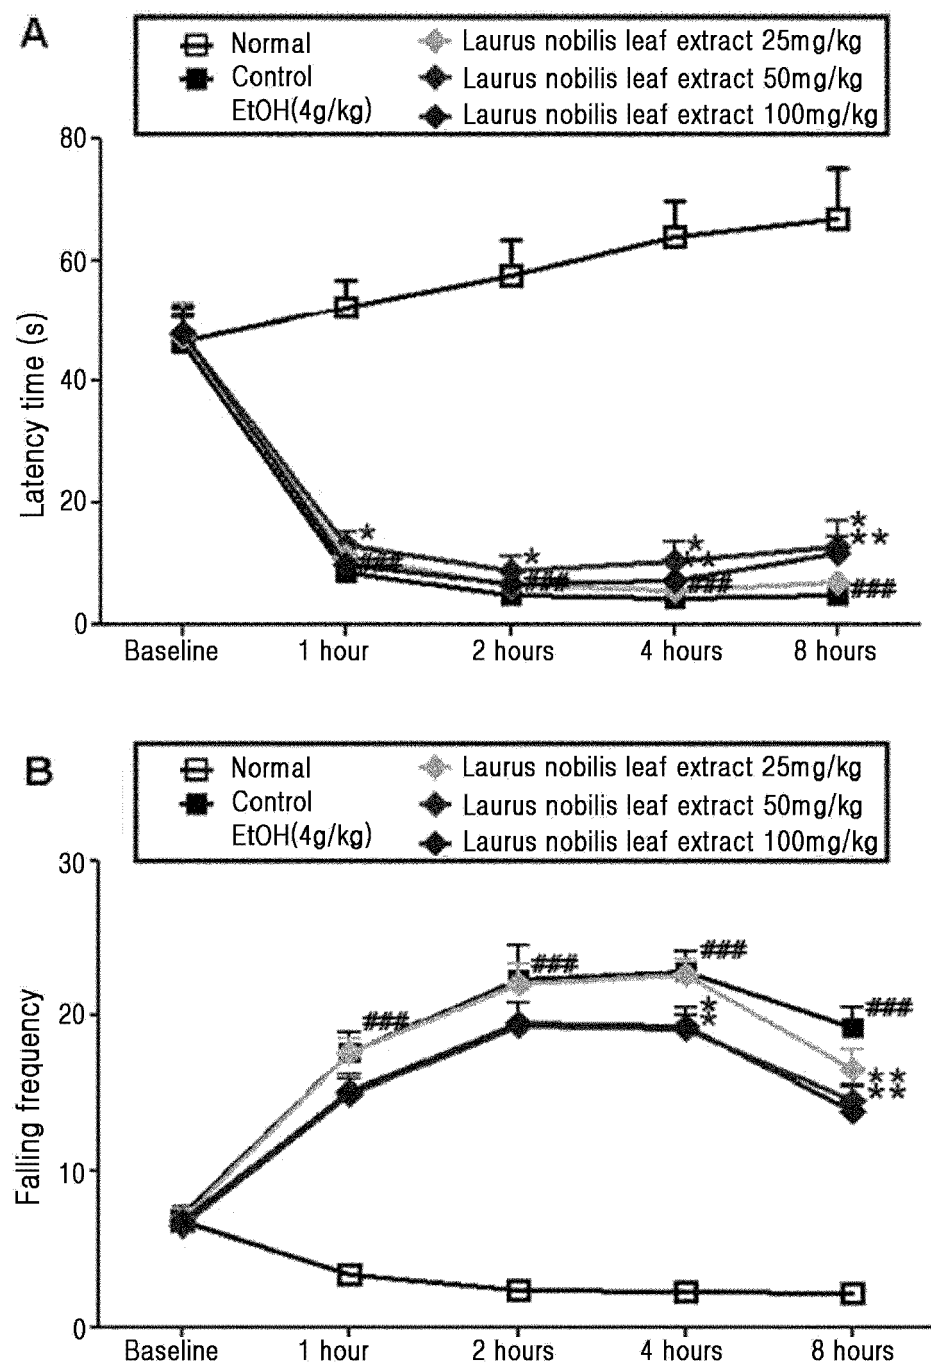 A
Normal
Control
EtOH(4g/kg)
Laurus nobilis leaf extract 25mg/kg
Laurus nobilis leaf extract 50mg/kg
Laurus nobilis leaf extract 100mg/kg
80
60
40
20
0
Latency time (s)
*
###
*
###
*
**
###
*
**
###
Baseline
1 hour
2 hours
4 hours
8 hours
B
Normal
Control
EtOH(4g/kg)
Laurus nobilis leaf extract 25mg/kg
Laurus nobilis leaf extract 50mg/kg
Laurus nobilis leaf extract 100mg/kg
30
20
10
0
Falling frequency
###
###
###
*
*
###
**
**
Baseline
1 hour
2 hours
4 hours
8 hours